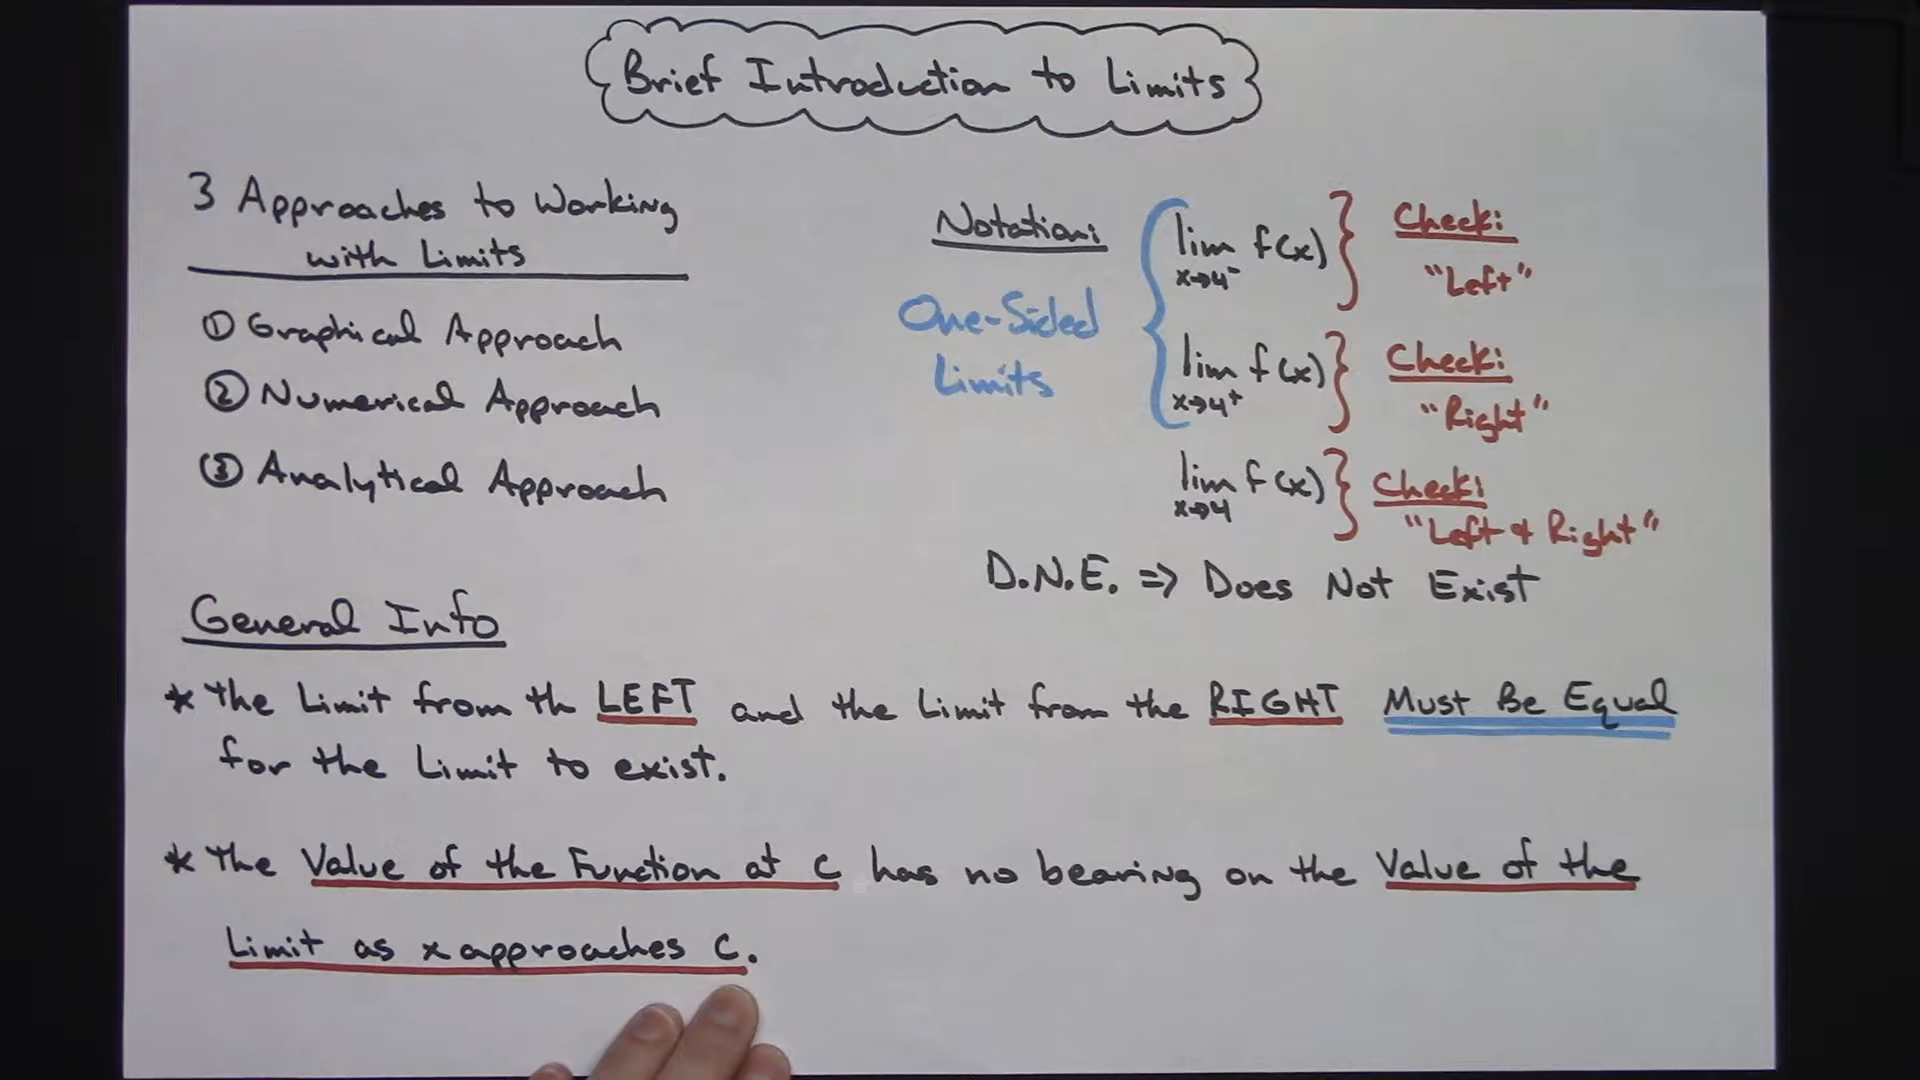 Brief Introduction to Limits
3 Approaches to Working
with Limits
① Graphical Approach
② Numerical Approach
③ Analytical Approach
Notation:
One-Sided
Limits
lim f(x)
x→4⁻
Check:
"Left"
lim f(x)
x→4⁺
Check:
"Right"
lim f(x)
x→4
Check:
"Left & Right"
D.N.E. ⇒ Does Not Exist
General Info
* The Limit from th LEFT and the Limit from the RIGHT Must Be Equal
for the Limit to exist.
* The Value of the Function at c has no bearing on the Value of the
Limit as x approaches c.